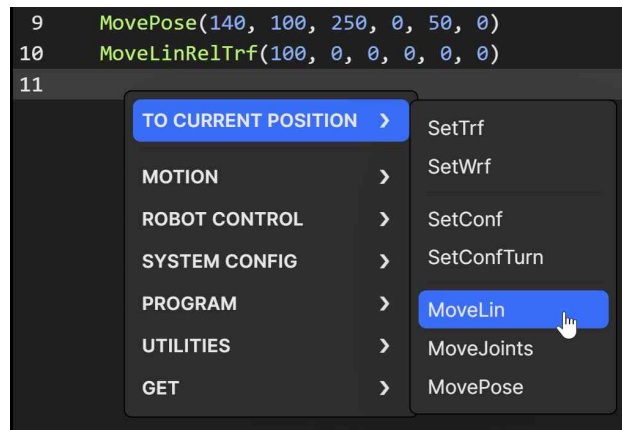 9 MovePose(140, 100, 250, 0, 50, 0)
10 MoveLinRelTrf(100, 0, 0, 0, 0, 0)
11
TO CURRENT POSITION ❯
MOTION ❯
ROBOT CONTROL ❯
SYSTEM CONFIG ❯
PROGRAM ❯
UTILITIES ❯
GET ❯
SetTrf
SetWrf
SetConf
SetConfTurn
MoveLin
MoveJoints
MovePose